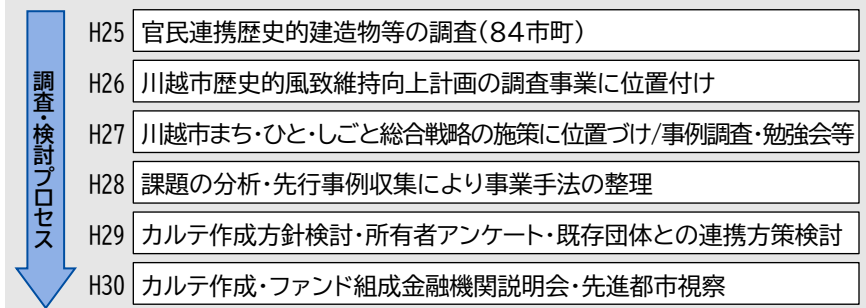 調査・検討プロセス
H25 官民連携歴史的建造物等の調査(84市町)
H26 川越市歴史的風致維持向上計画の調査事業に位置付け
H27 川越市まち・ひと・しごと総合戦略の施策に位置づけ/事例調査・勉強会等
H28 課題の分析・先行事例収集により事業手法の整理
H29 カルテ作成方針検討・所有者アンケート・既存団体との連携方策検討
H30 カルテ作成・ファンド組成金融機関説明会・先進都市視察